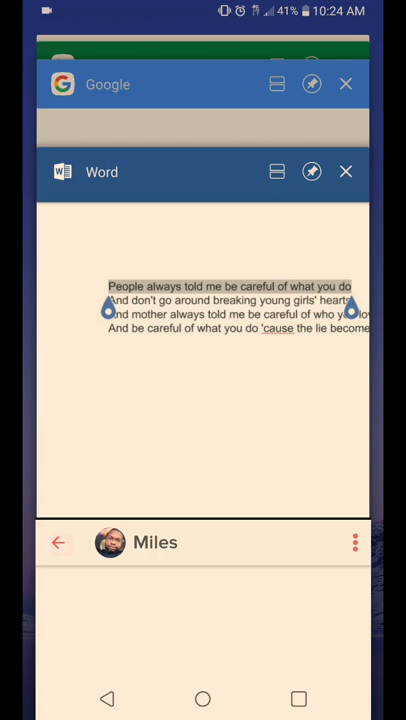 41% 10:24 AM
Google
Word
People always told me be careful of what you do
And don't go around breaking young girls' hearts
And mother always told me be careful of who
And be careful of what you do 'cause the lie become
Miles